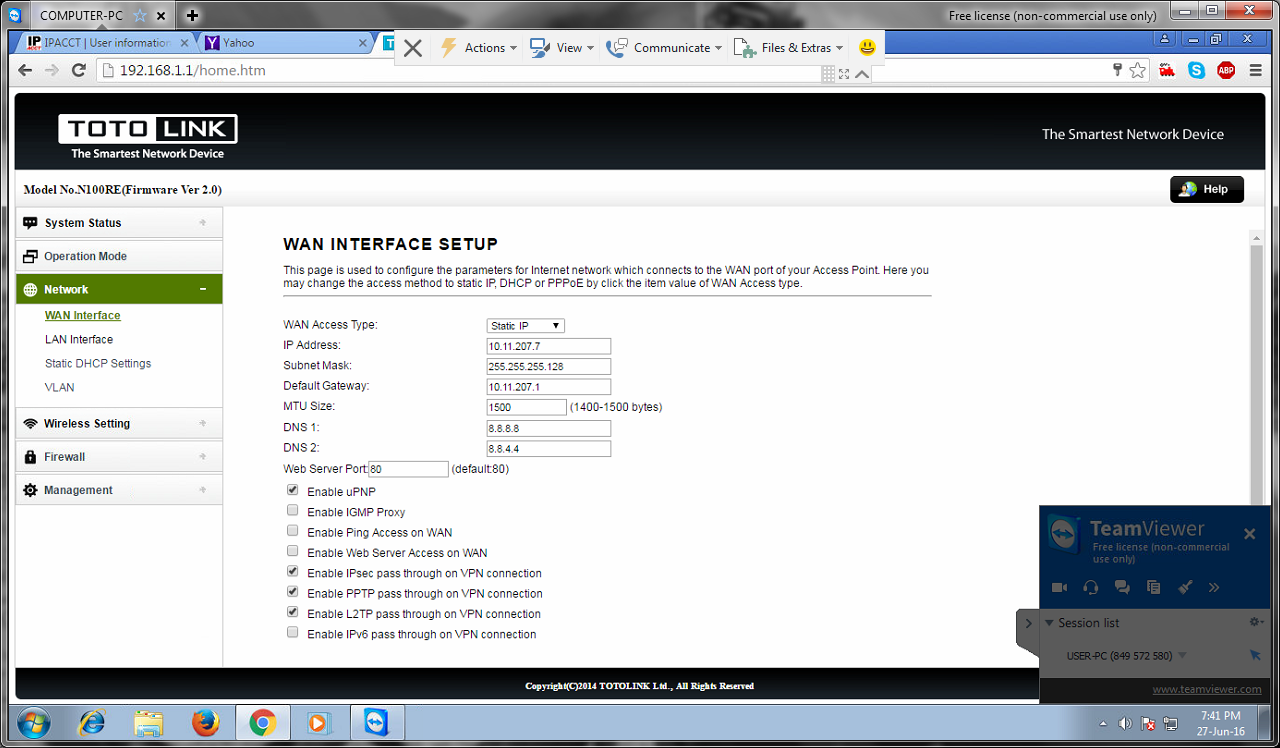 COMPUTER-PC
Free license (non-commercial use only)
IPACCT | User information
Yahoo
Actions
View
Communicate
Files & Extras
192.168.1.1/home.htm
ABP
TOTO LINK
The Smartest Network Device
The Smartest Network Device
Model No.N100RE(Firmware Ver 2.0)
Help
System Status
Operation Mode
Network
WAN Interface
LAN Interface
Static DHCP Settings
VLAN
Wireless Setting
Firewall
Management
WAN INTERFACE SETUP
This page is used to configure the parameters for Internet network which connects to the WAN port of your Access Point. Here you
may change the access method to static IP, DHCP or PPPoE by click the item value of WAN Access type.
WAN Access Type: Static IP
IP Address: 10.11.207.7
Subnet Mask: 255.255.255.128
Default Gateway: 10.11.207.1
MTU Size: 1500 (1400-1500 bytes)
DNS 1: 8.8.8.8
DNS 2: 8.8.4.4
Web Server Port: 80 (default:80)
Enable uPNP
Enable IGMP Proxy
Enable Ping Access on WAN
Enable Web Server Access on WAN
Enable IPsec pass through on VPN connection
Enable PPTP pass through on VPN connection
Enable L2TP pass through on VPN connection
Enable IPv6 pass through on VPN connection
Copyright(C)2014 TOTOLINK Ltd., All Rights Reserved
TeamViewer
Free license (non-commercial
use only)
Session list
USER-PC (849 572 580)
www.teamviewer.com
7:41 PM
27-Jun-16